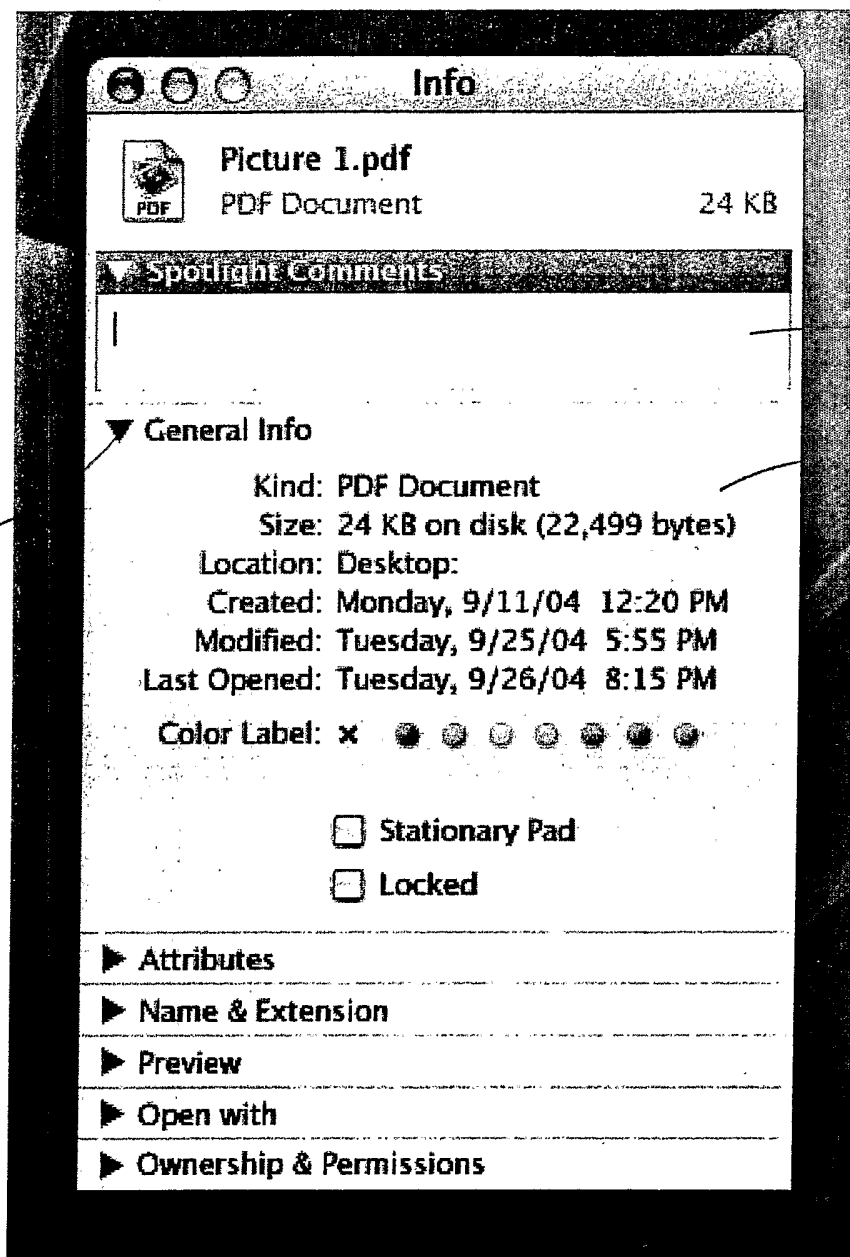 Info
Picture 1.pdf
PDF
PDF Document 24 KB
Spotlight Comments
General Info
Kind: PDF Document
Size: 24 KB on disk (22,499 bytes)
Location: Desktop:
Created: Monday, 9/11/04 12:20 PM
Modified: Tuesday, 9/25/04 5:55 PM
Last Opened: Tuesday, 9/26/04 8:15 PM
Color Label: ×
Stationary Pad
Locked
Attributes
Name & Extension
Preview
Open with
Ownership & Permissions